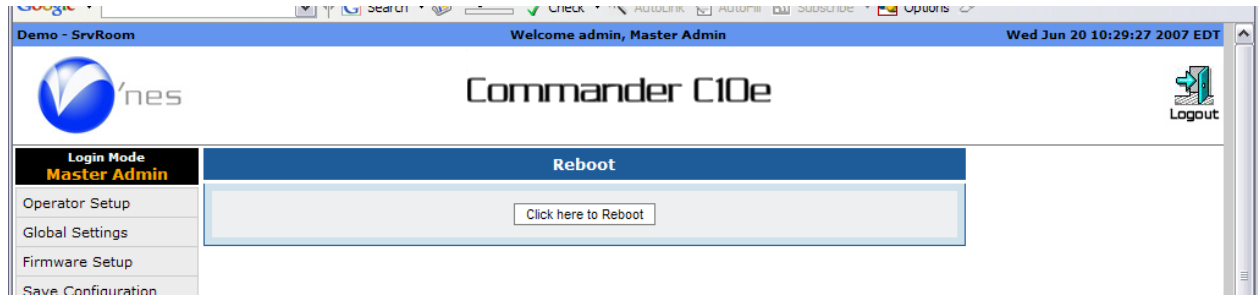 Google Search Check AutoLink AutoFill Subscribe Options
Demo - SrvRoom Welcome admin, Master Admin Wed Jun 20 10:29:27 2007 EDT
V'nes Commander C10e
Logout
Login Mode
Master Admin
Reboot
Operator Setup
Click here to Reboot
Global Settings
Firmware Setup
Save Configuration